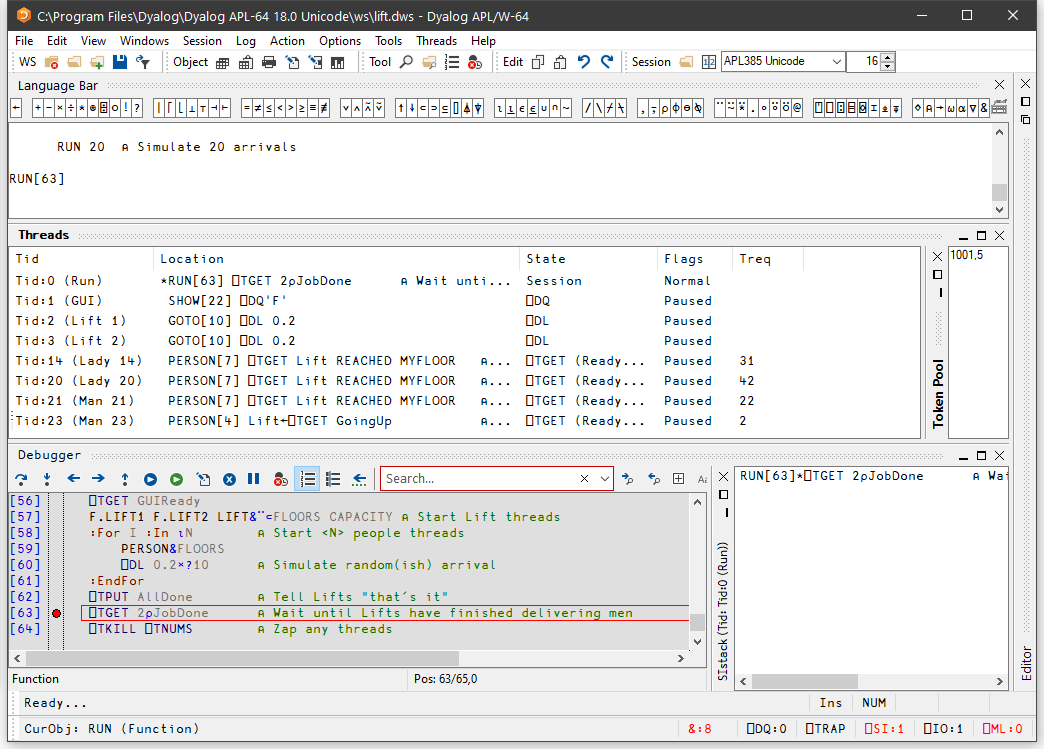 C:\Program Files\Dyalog\Dyalog APL-64 18.0 Unicode\ws\lift.dws - Dyalog APL/W-64
File Edit View Windows Session Log Action Options Tools Threads Help
WS Object Tool Edit Session APL385 Unicode 16
Language Bar
← + - × ÷ * ⍟ ⌹ ○ ! ? | ⌈ ⌊ ⊥ ⊤ ⊣ ⊢ = ≠ ≤ < > ≥ ≡ ≢ ∨ ∧ ⍲ ⍱ ↑ ↓ ⊂ ⊃ ⊆ ⌷ ⍋ ⍒ ⍳ ⍸ ∊ ⍷ ∪ ∩ ~ / \ ⌿ ⍀ , ⍪ ⍴ ⌽ ⊖ ⍉ ¨ ⍨ ⍣ . ∘ ⍤ ⍥ @ ⍞ ⎕ ⍠ ⌸ ⌺ ⌶ ⍎ ⍕ ⋄ ⍝ → ⍵ ⍺ ∇ &
RUN 20 ⍝ Simulate 20 arrivals
RUN[63]
Threads
Tid Location State Flags Treq
Tid:0 (Run) *RUN[63] ⎕TGET 2⍴JobDone ⍝ Wait unti... Session Normal
Tid:1 (GUI) SHOW[22] ⎕DQ'F' ⎕DQ Paused
Tid:2 (Lift 1) GOTO[10] ⎕DL 0.2 ⎕DL Paused
Tid:3 (Lift 2) GOTO[10] ⎕DL 0.2 ⎕DL Paused
Tid:14 (Lady 14) PERSON[7] ⎕TGET Lift REACHED MYFLOOR ⍝... ⎕TGET (Ready... Paused 31
Tid:20 (Lady 20) PERSON[7] ⎕TGET Lift REACHED MYFLOOR ⍝... ⎕TGET (Ready... Paused 42
Tid:21 (Man 21) PERSON[7] ⎕TGET Lift REACHED MYFLOOR ⍝... ⎕TGET (Ready... Paused 22
Tid:23 (Man 23) PERSON[4] Lift←⎕TGET GoingUp ⍝... ⎕TGET (Ready... Paused 2
Token Pool
1001,5
Debugger
Search...
[56] ⎕TGET GUIReady
[57] F.LIFT1 F.LIFT2 LIFT&¨⊂FLOORS CAPACITY ⍝ Start Lift threads
[58] :For I :In ⍳N ⍝ Start <N> people threads
[59] PERSON&FLOORS
[60] ⎕DL 0.2×?10 ⍝ Simulate random(ish) arrival
[61] :EndFor
[62] ⎕TPUT AllDone ⍝ Tell Lifts "that´s it"
[63] ⎕TGET 2⍴JobDone ⍝ Wait until Lifts have finished delivering men
[64] ⎕TKILL ⎕TNUMS ⍝ Zap any threads
SIstack (Tid: Tid:0 (Run))
RUN[63]*⎕TGET 2⍴JobDone ⍝ Wai
Editor
Function Pos: 63/65,0
Ready... Ins NUM
CurObj: RUN (Function) &:8 ⎕DQ:0 ⎕TRAP ⎕SI:1 ⎕IO:1 ⎕ML:0